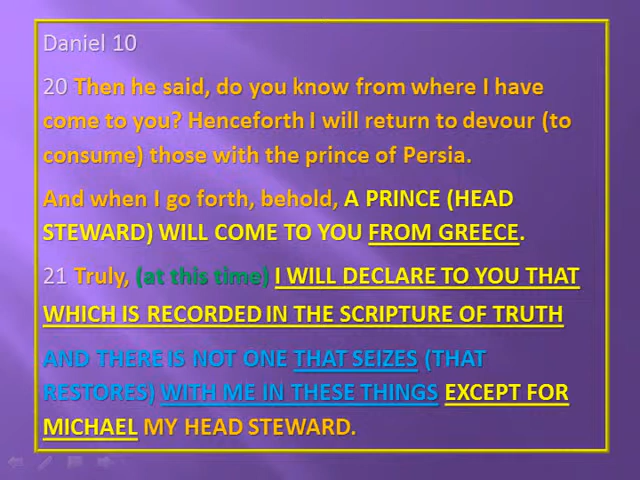 Daniel 10
20 Then he said, do you know from where I have
come to you? Henceforth I will return to devour (to
consume) those with the prince of Persia.
And when I go forth, behold, A PRINCE (HEAD
STEWARD) WILL COME TO YOU FROM GREECE.
21 Truly, (at this time) I WILL DECLARE TO YOU THAT
WHICH IS RECORDED IN THE SCRIPTURE OF TRUTH
AND THERE IS NOT ONE THAT SEIZES (THAT
RESTORES) WITH ME IN THESE THINGS EXCEPT FOR
MICHAEL MY HEAD STEWARD.